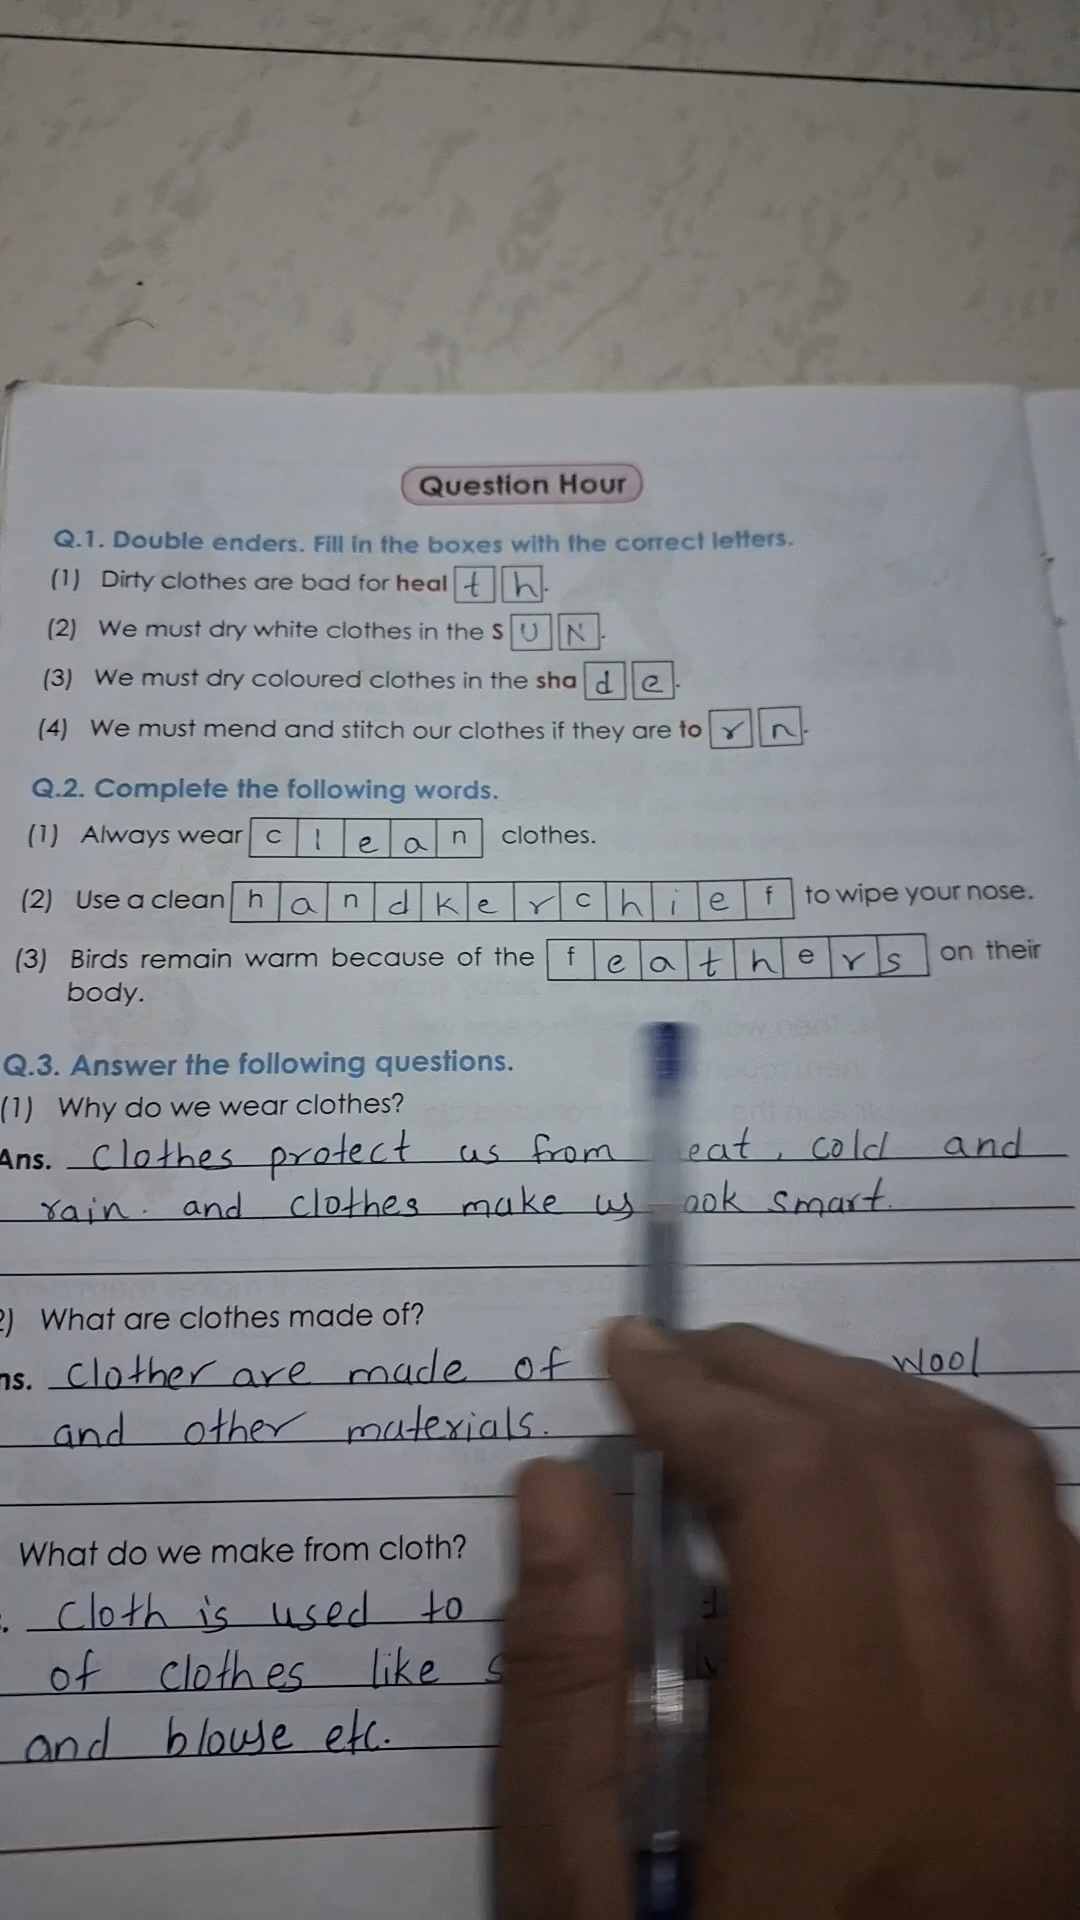 Question Hour
Q.1. Double enders. Fill in the boxes with the correct letters.
(1) Dirty clothes are bad for heal t h.
(2) We must dry white clothes in the s U N.
(3) We must dry coloured clothes in the sha d e.
(4) We must mend and stitch our clothes if they are to r n.
Q.2. Complete the following words.
(1) Always wear c l e a n clothes.
(2) Use a clean h a n d k e r c h i e f to wipe your nose.
(3) Birds remain warm because of the f e a t h e r s on their
body.
Q.3. Answer the following questions.
(1) Why do we wear clothes?
Ans. Clothes protect us from eat, cold and
rain. and clothes make us ook smart.
2) What are clothes made of?
ns. Clother are made of wool
and other materials.
What do we make from cloth?
. Cloth is used to
of clothes like s
and blouse etc.